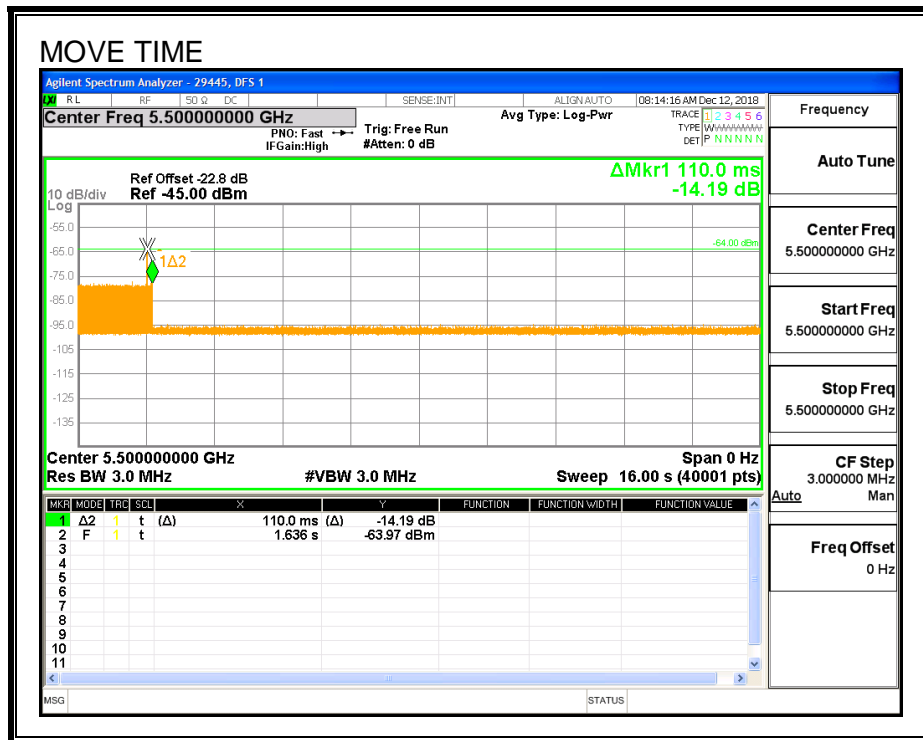 MOVE TIME
Agilent Spectrum Analyzer - 29445, DFS 1
LXI RL RF 50 Ω DC SENSE:INT ALIGN AUTO 08:14:16 AM Dec 12, 2018
Center Freq 5.500000000 GHz
Avg Type: Log-Pwr
TRACE 1 2 3 4 5 6
PNO: Fast
Trig: Free Run
TYPE WWWWWW
IFGain:High
#Atten: 0 dB
DET P N N N N N
ΔMkr1 110.0 ms
-14.19 dB
Ref Offset -22.8 dB
10 dB/div Ref -45.00 dBm
Log
-55.0
-64.00 dBm
-65.0
1Δ2
-75.0
-85.0
-95.0
-105
-115
-125
-135
Center 5.500000000 GHz Span 0 Hz
Res BW 3.0 MHz #VBW 3.0 MHz Sweep 16.00 s (40001 pts)
MKR MODE TRC SCL X Y FUNCTION FUNCTION WIDTH FUNCTION VALUE
1 Δ2 1 t (Δ) 110.0 ms (Δ) -14.19 dB
2 F 1 t 1.636 s -63.97 dBm
3
4
5
6
7
8
9
10
11
MSG STATUS
Frequency
Auto Tune
Center Freq
5.500000000 GHz
Start Freq
5.500000000 GHz
Stop Freq
5.500000000 GHz
CF Step
3.000000 MHz
Auto Man
Freq Offset
0 Hz